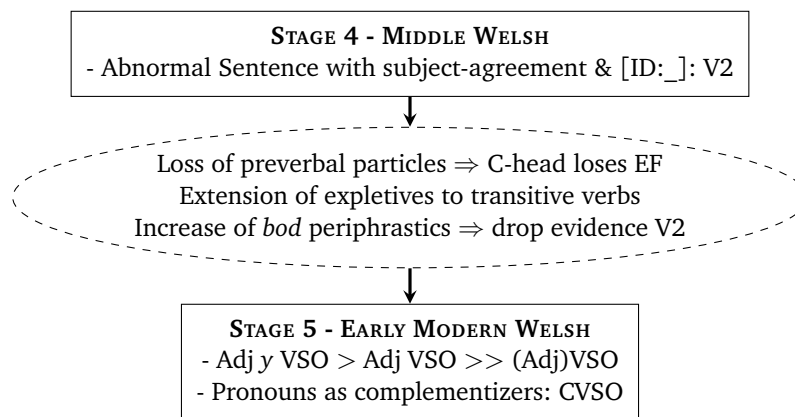 STAGE 4 - MIDDLE WELSH
- Abnormal Sentence with subject-agreement & [ID:_]: V2
Loss of preverbal particles ⇒ C-head loses EF
Extension of expletives to transitive verbs
Increase of bod periphrastics ⇒ drop evidence V2
STAGE 5 - EARLY MODERN WELSH
- Adj y VSO > Adj VSO >> (Adj)VSO
- Pronouns as complementizers: CVSO